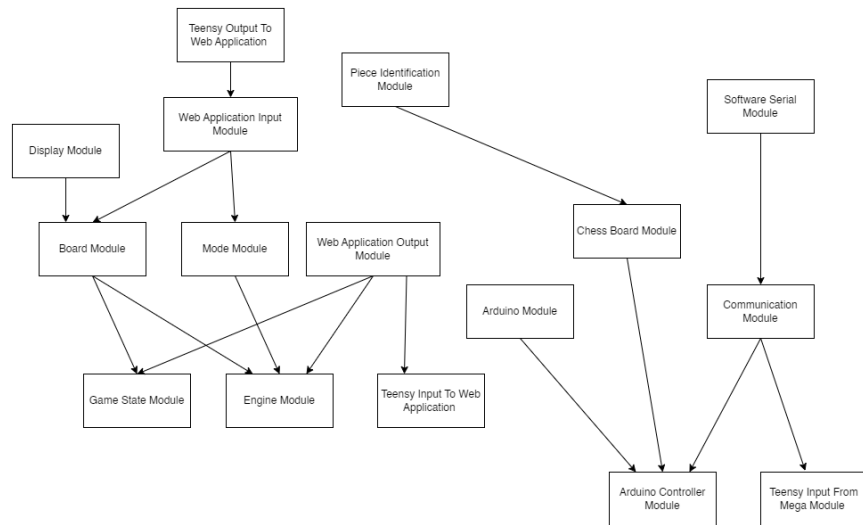 Teensy Output To
Web Application
Piece Identification
Module
Software Serial
Module
Web Application Input
Module
Display Module
Board Module
Mode Module
Web Application Output
Module
Chess Board Module
Arduino Module
Communication
Module
Game State Module
Engine Module
Teensy Input To Web
Application
Arduino Controller
Module
Teensy Input From
Mega Module